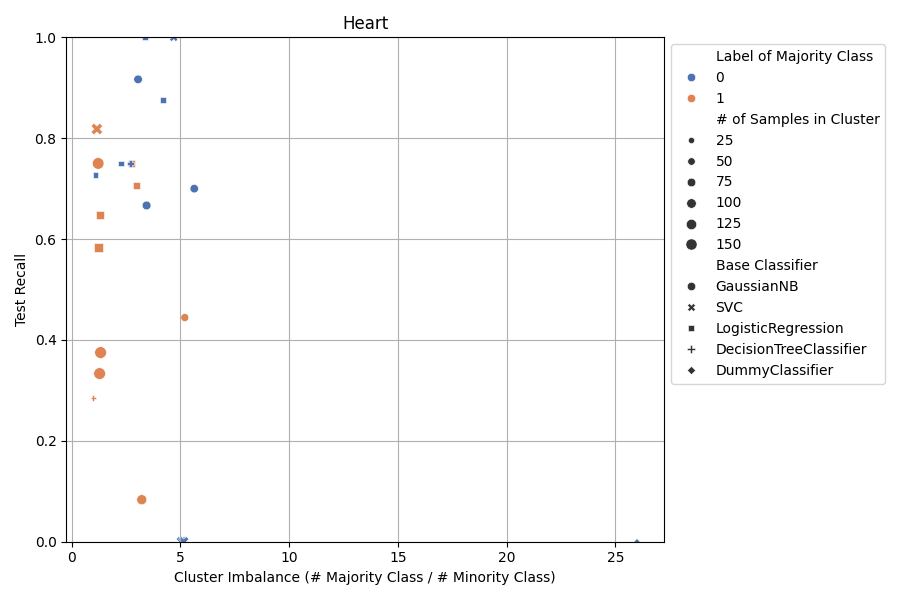 Heart
1.0
0.8
0.6
0.4
0.2
0.0
Test Recall
0
5
10
15
20
25
Cluster Imbalance (# Majority Class / # Minority Class)
Label of Majority Class
0
1
# of Samples in Cluster
25
50
75
100
125
150
Base Classifier
GaussianNB
SVC
LogisticRegression
DecisionTreeClassifier
DummyClassifier